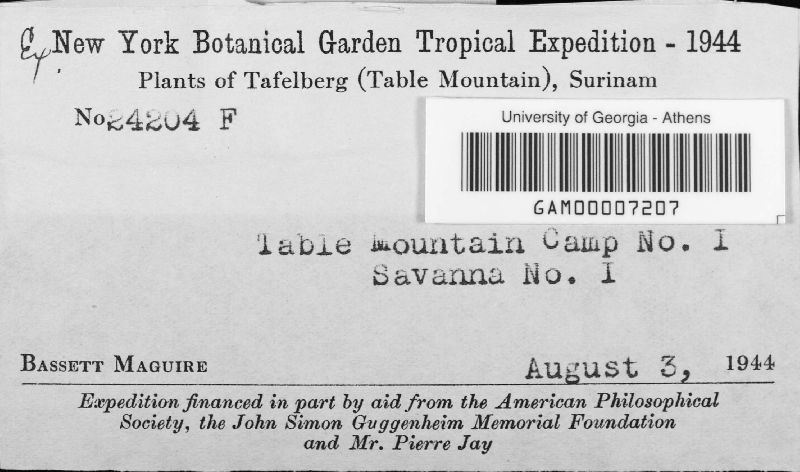 Ex New York Botanical Garden Tropical Expedition - 1944
Plants of Tafelberg (Table Mountain), Surinam
No 24204 F
University of Georgia - Athens
GAM00007207
Table Mountain Camp No. I
Savanna No. I
BASSETT MAGUIRE August 3, 1944
Expedition financed in part by aid from the American Philosophical
Society, the John Simon Guggenheim Memorial Foundation
and Mr. Pierre Jay